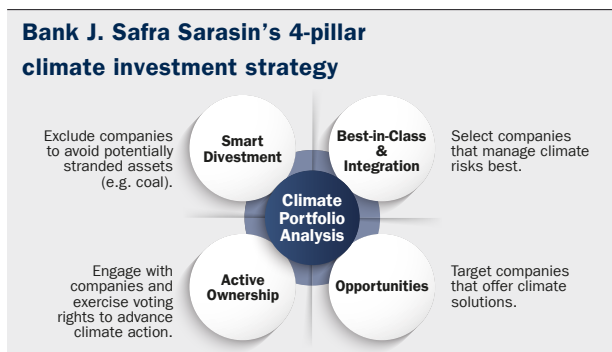 Bank J. Safra Sarasin’s 4-pillar
climate investment strategy
Exclude companies
to avoid potentially
stranded assets
(e.g. coal).
Smart
Divestment
Best-in-Class
&
Integration
Select companies
that manage climate
risks best.
Climate
Portfolio
Analysis
Engage with
companies and
exercise voting
rights to advance
climate action.
Active
Ownership
Opportunities
Target companies
that offer climate
solutions.